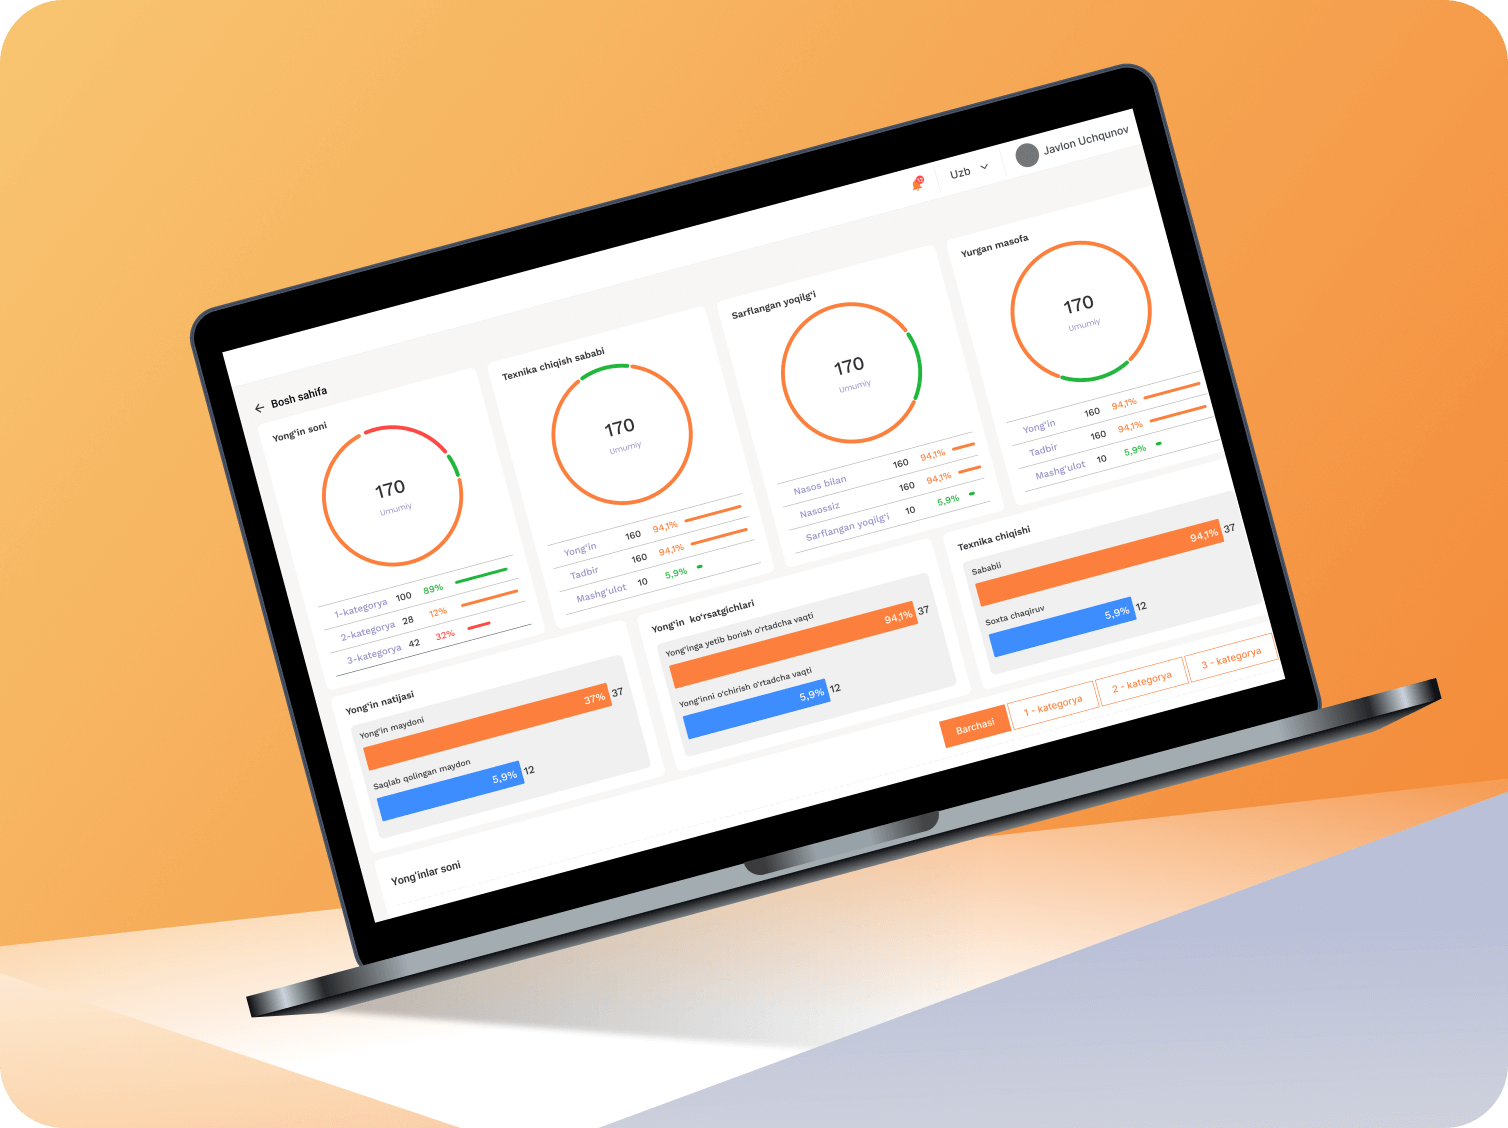 12
Uzb
Javlon Uchqunov
Bosh sahifa
Yong'in soni
170
Umumiy
1-kategorya 100 89%
2-kategorya 28 12%
3-kategorya 42 32%
Texnika chiqish sababi
170
Umumiy
Yong'in 160 94,1%
Tadbir 160 94,1%
Mashg'ulot 10 5,9%
Sarflangan yoqilg'i
170
Umumiy
Nasos bilan 160 94,1%
Nasossiz 160 94,1%
Sarflangan yoqilg'i 10 5,9%
Yurgan masofa
170
Umumiy
Yong'in 160 94,1%
Tadbir 160 94,1%
Mashg'ulot 10 5,9%
Yong'in natijasi
Yong'in maydoni
37% 37
Saqlab qolingan maydon
5,9% 12
Yong'in ko'rsatgichlari
Yong'inga yetib borish o'rtadcha vaqti
94,1% 37
Yong'inni o'chirish o'rtadcha vaqti
5,9% 12
Texnika chiqishi
Sababli
94,1% 37
Soxta chaqiruv
5,9% 12
Barchasi
1 - kategorya
2 - kategorya
3 - kategorya
Yong'inlar soni